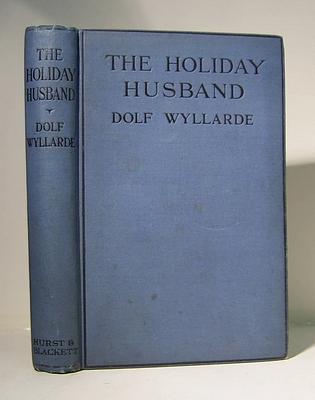 THE
HOLIDAY
HUSBAND
DOLF
WYLLARDE
HURST &
BLACKETT
THE HOLIDAY
HUSBAND
DOLF WYLLARDE